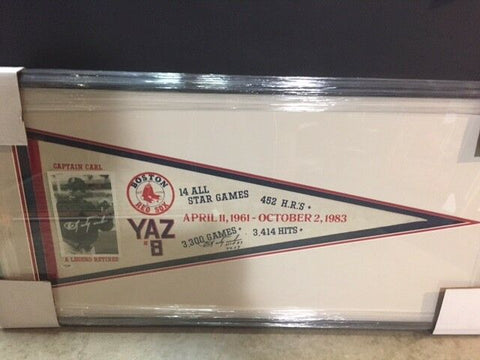 CAPTAIN CARL
A LEGEND RETIRES
BOSTON
RED SOX
YAZ
# 8
14 ALL
STAR GAMES
452 H.R.'S •
APRIL 11, 1961 - OCTOBER 2, 1983
3,300 GAMES •
3,414 HITS •